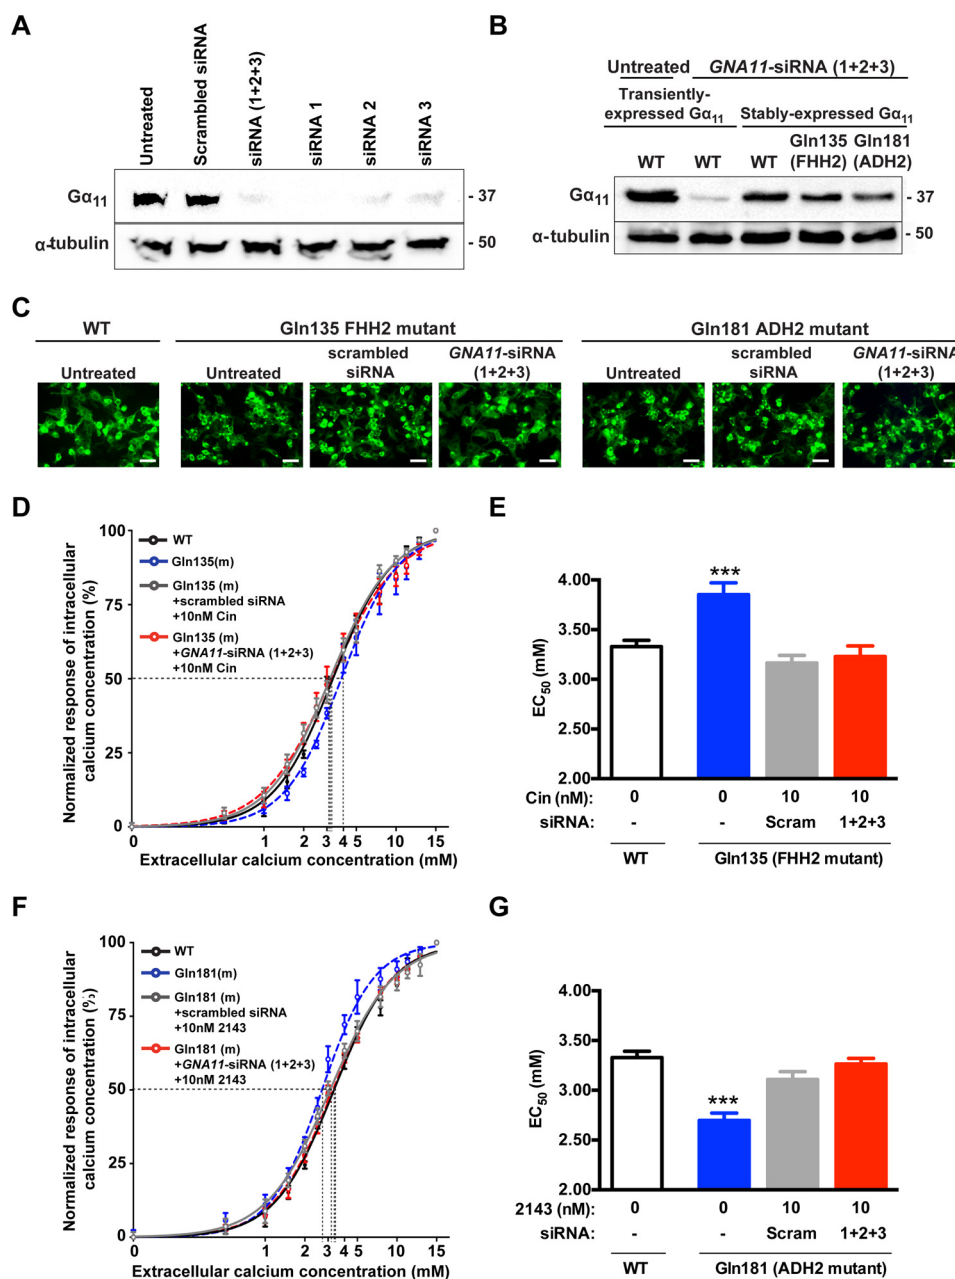 A
Untreated
Scrambled siRNA
siRNA (1+2+3)
siRNA 1
siRNA 2
siRNA 3
Gα11
- 37
α-tubulin
- 50
B
Untreated GNA11-siRNA (1+2+3)
Transiently-
expressed Gα11
Stably-expressed Gα11
Gln135 Gln181
(FHH2) (ADH2)
WT WT WT
Gα11
- 37
α-tubulin
- 50
C
WT
Gln135 FHH2 mutant
Gln181 ADH2 mutant
Untreated
Untreated
scrambled
siRNA
GNA11-siRNA
(1+2+3)
Untreated
scrambled
siRNA
GNA11-siRNA
(1+2+3)
D
Normalized response of intracellular
calcium concentration (%)
100
75
50
25
0
WT
Gln135(m)
Gln135 (m)
+scrambled siRNA
+10nM Cin
Gln135 (m)
+GNA11-siRNA (1+2+3)
+10nM Cin
0 1 2 3 4 5 10 15
Extracellular calcium concentration (mM)
E
EC50 (mM)
4.00
3.50
3.00
2.50
2.00
***
Cin (nM): 0 0 10 10
siRNA: - - Scram 1+2+3
WT Gln135 (FHH2 mutant)
F
Normalized response of intracellular
calcium concentration (%)
100
75
50
25
0
WT
Gln181(m)
Gln181 (m)
+scrambled siRNA
+10nM 2143
Gln181 (m)
+GNA11-siRNA (1+2+3)
+10nM 2143
0 1 2 3 4 5 10 15
Extracellular calcium concentration (mM)
G
EC50 (mM)
4.00
3.50
3.00
2.50
2.00
***
2143 (nM): 0 0 10 10
siRNA: - - Scram 1+2+3
WT Gln181 (ADH2 mutant)